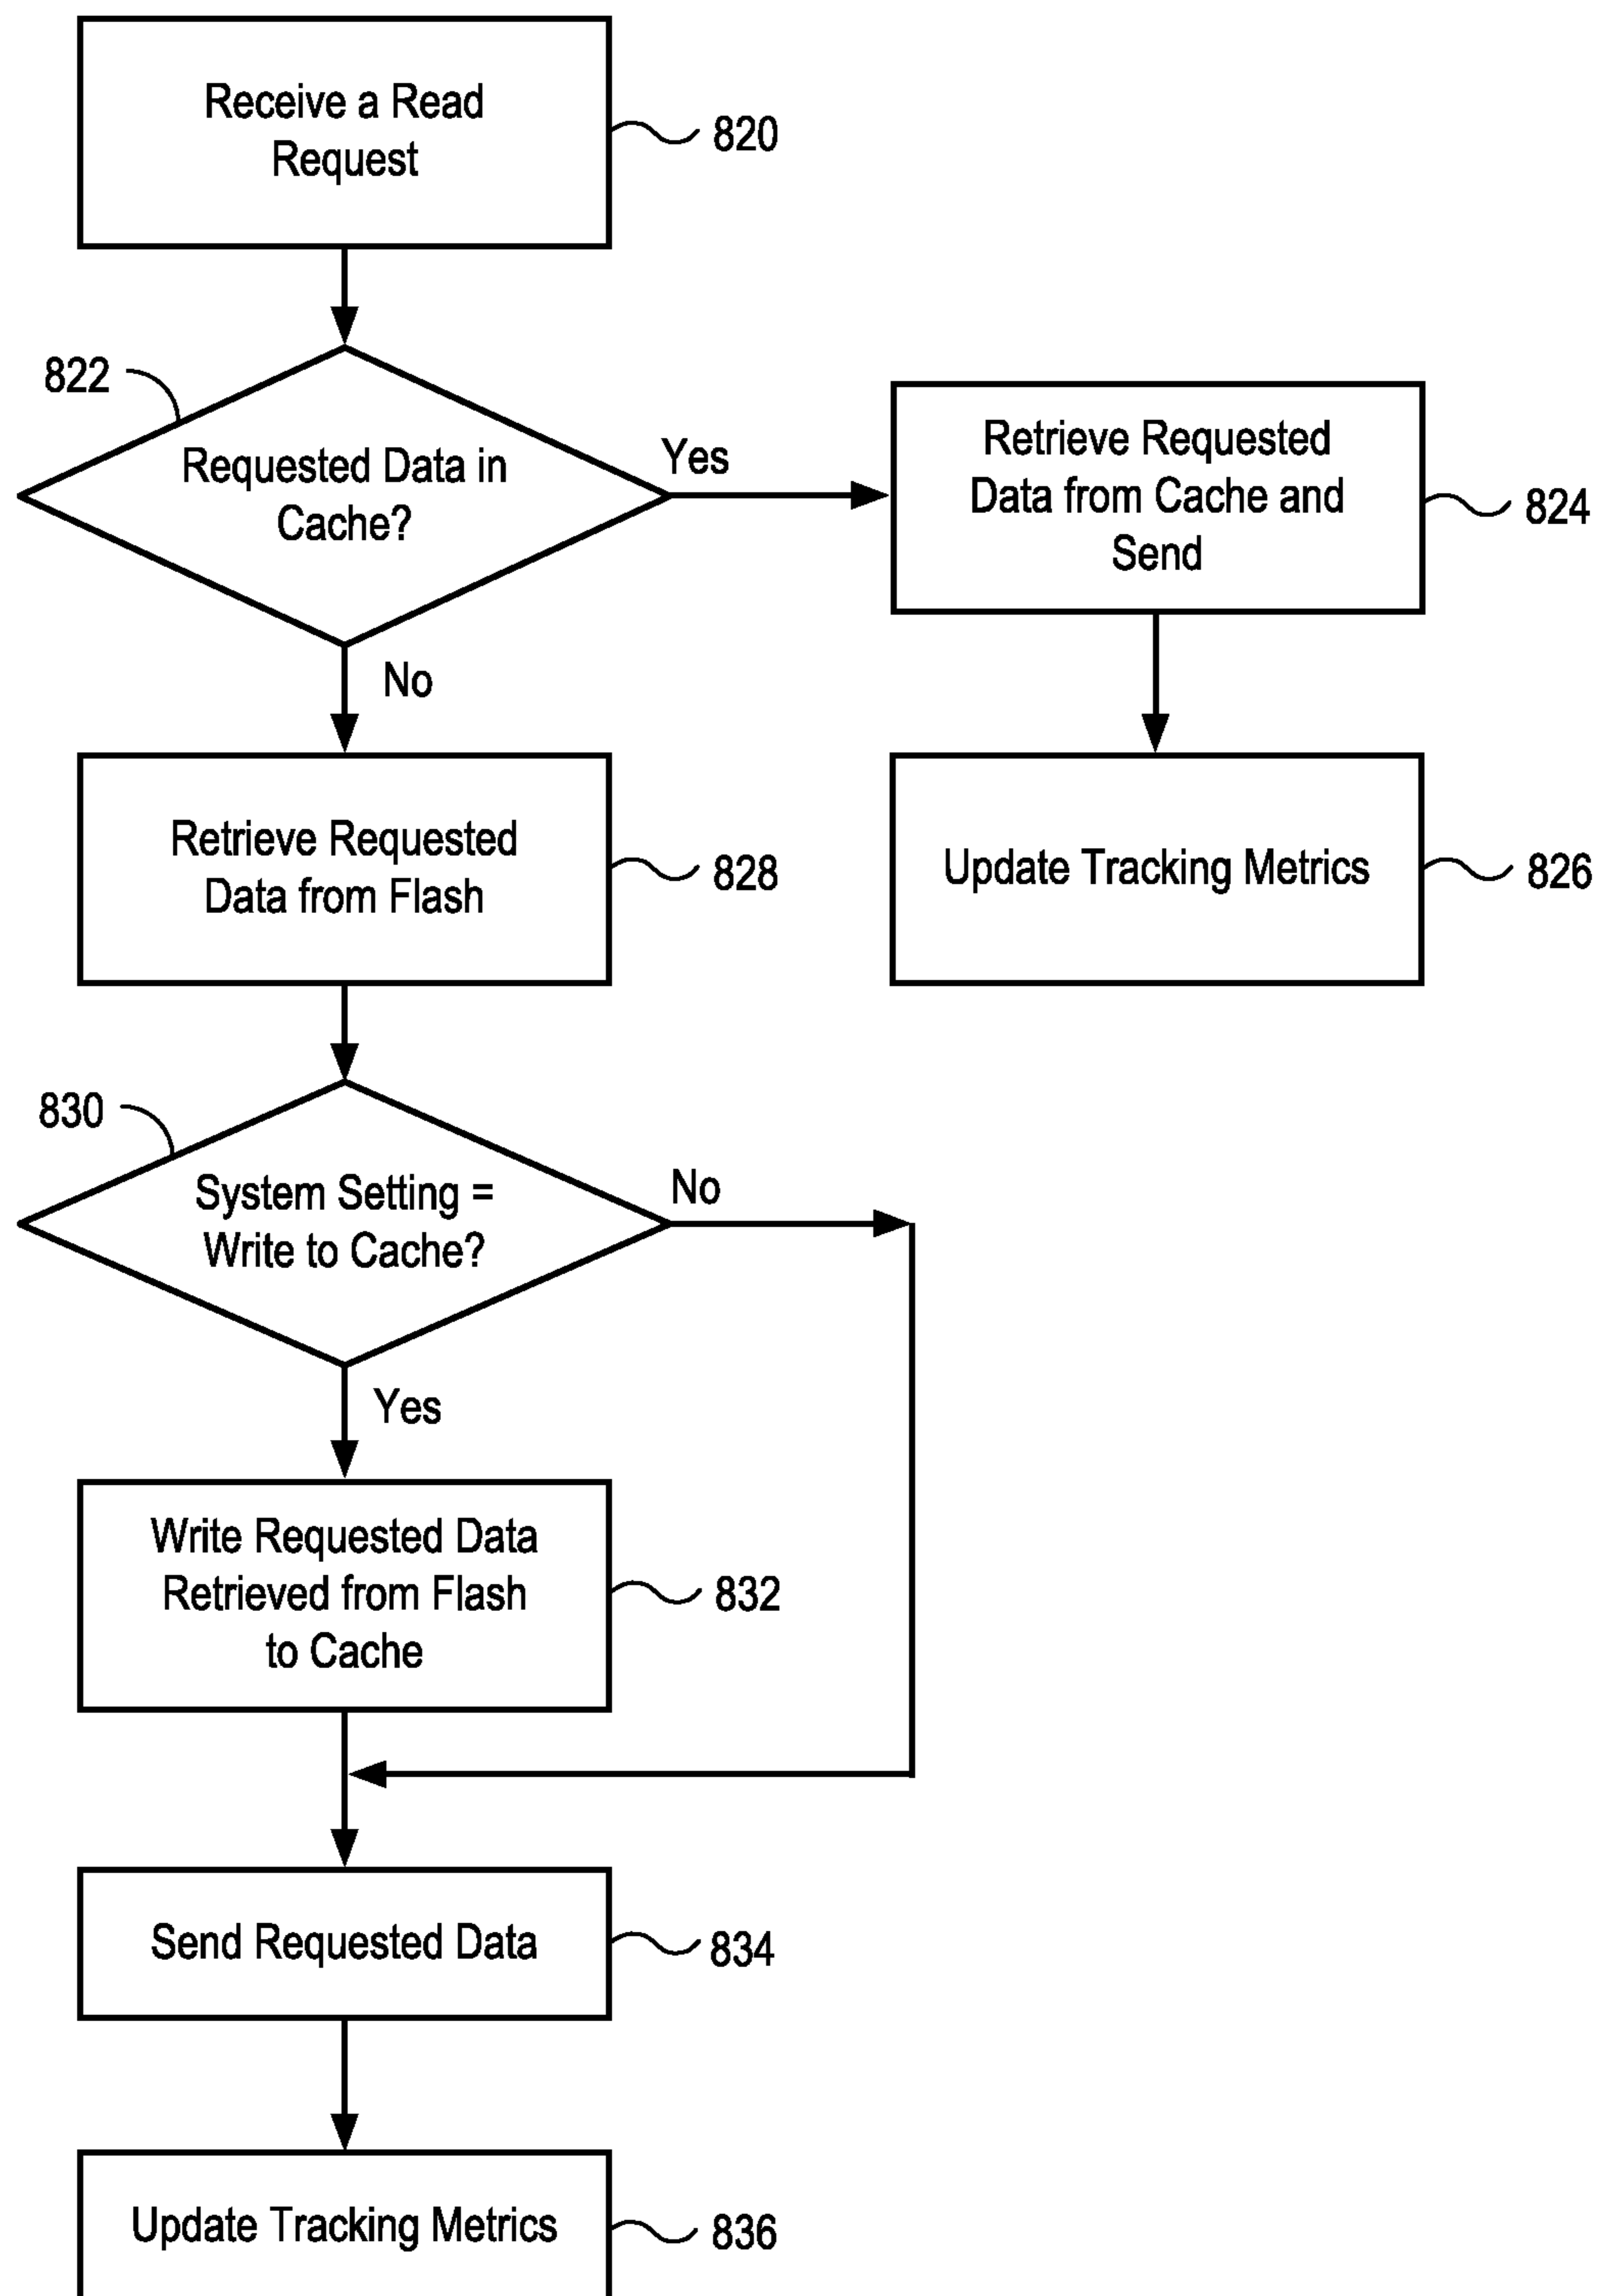 Receive a Read
Request
820
822
Requested Data in
Cache?
Yes
Retrieve Requested
Data from Cache and
Send
824
No
Retrieve Requested
Data from Flash
828
Update Tracking Metrics
826
830
System Setting =
Write to Cache?
No
Yes
Write Requested Data
Retrieved from Flash
to Cache
832
Send Requested Data
834
Update Tracking Metrics
836